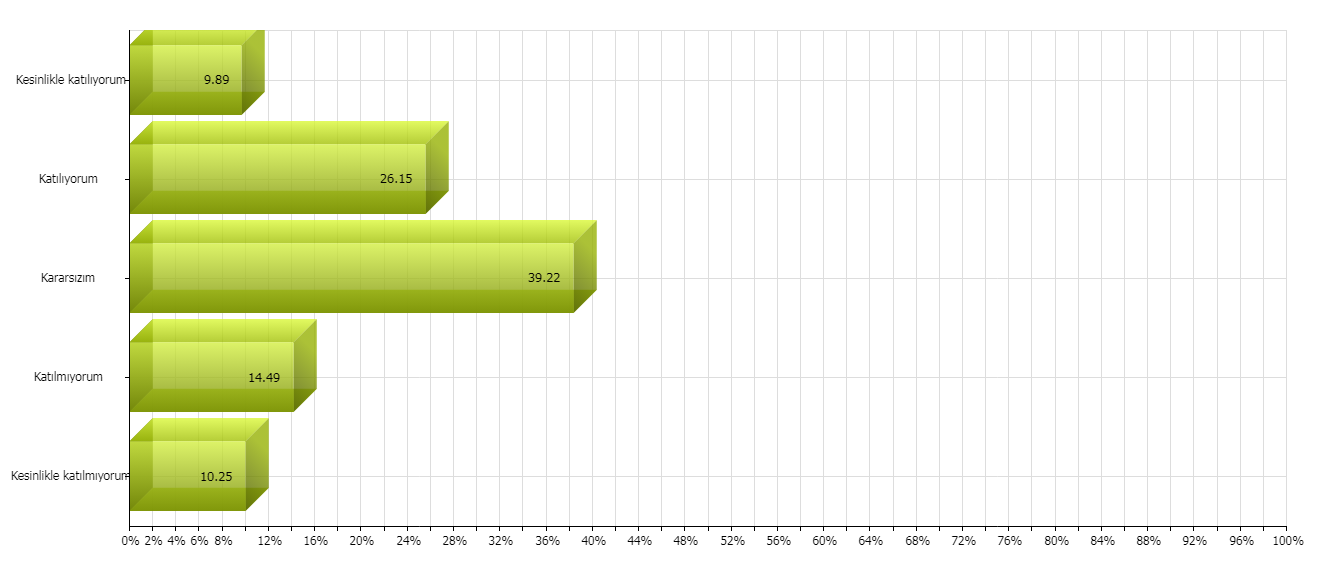 Kesinlikle katılıyorum
9.89
Katılıyorum
26.15
Kararsızım
39.22
Katılmıyorum
14.49
Kesinlikle katılmıyorum
10.25
0% 2% 4% 6% 8% 12% 16% 20% 24% 28% 32% 36% 40% 44% 48% 52% 56% 60% 64% 68% 72% 76% 80% 84% 88% 92% 96% 100%